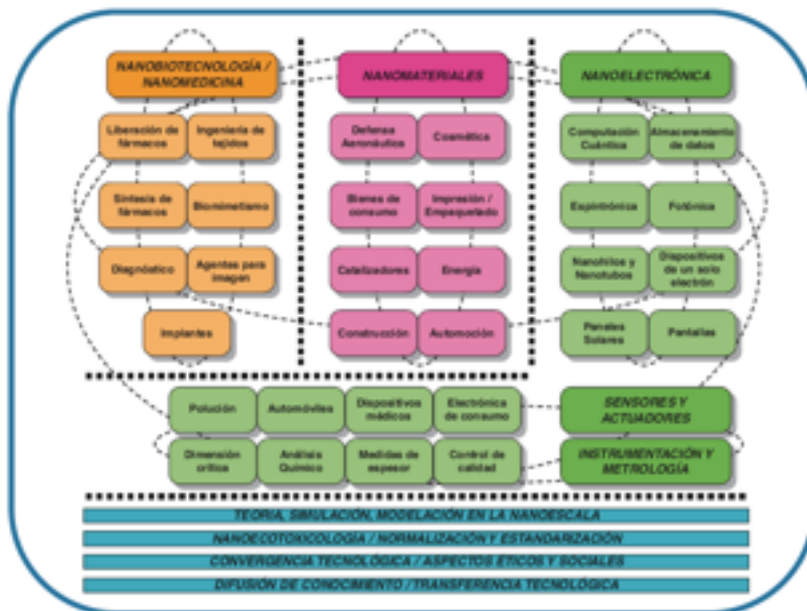 NANOBIOTECNOLOGÍA /
NANOMEDICINA
Liberación de
fármacos
Ingeniería de
tejidos
Síntesis de
fármacos
Biomimetismo
Diagnóstico
Agentes para
imagen
Implantes
NANOMATERIALES
Defensa
Aeronáutica
Cosmética
Bienes de
consumo
Impresión /
Empaquetado
Catalizadores
Energía
Construcción
Automoción
NANOELECTRÓNICA
Computación
Cuántica
Almacenamiento
de datos
Espintrónica
Fotónica
Nanohilos y
Nanotubos
Dispositivos
de un solo
electrón
Paneles
Solares
Pantallas
Polución
Automóviles
Dispositivos
médicos
Electrónica
de consumo
SENSORES Y
ACTUADORES
Dimensión
crítica
Análisis
Químico
Medidas de
espesor
Control de
calidad
INSTRUMENTACIÓN Y
METROLOGÍA
TEORIA, SIMULACIÓN, MODELACIÓN EN LA NANOESCALA
NANOECOTOXICOLOGÍA / NORMALIZACIÓN Y ESTANDARIZACIÓN
CONVERGENCIA TECNOLÓGICA / ASPECTOS ÉTICOS Y SOCIALES
DIFUSIÓN DE CONOCIMIENTO / TRANSFERENCIA TECNOLÓGICA